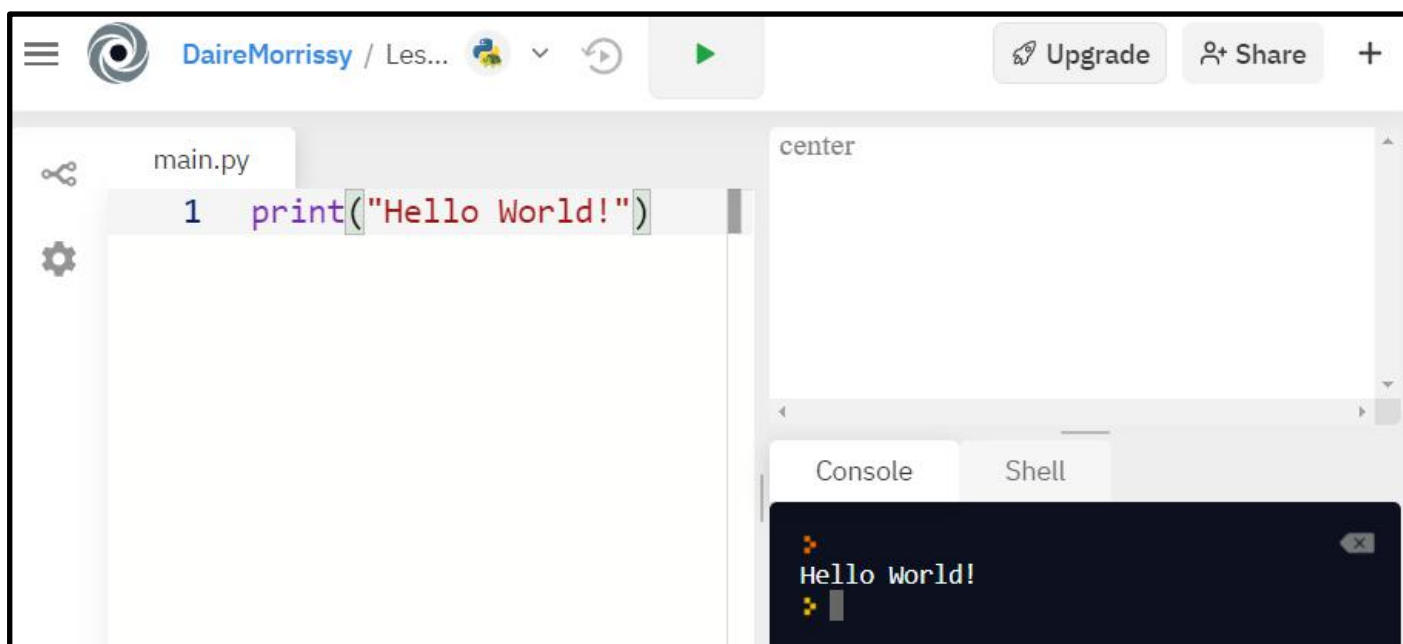 DaireMorrissy / Les... Upgrade Share +
main.py
1 print("Hello World!")
center
Console Shell
Hello World!